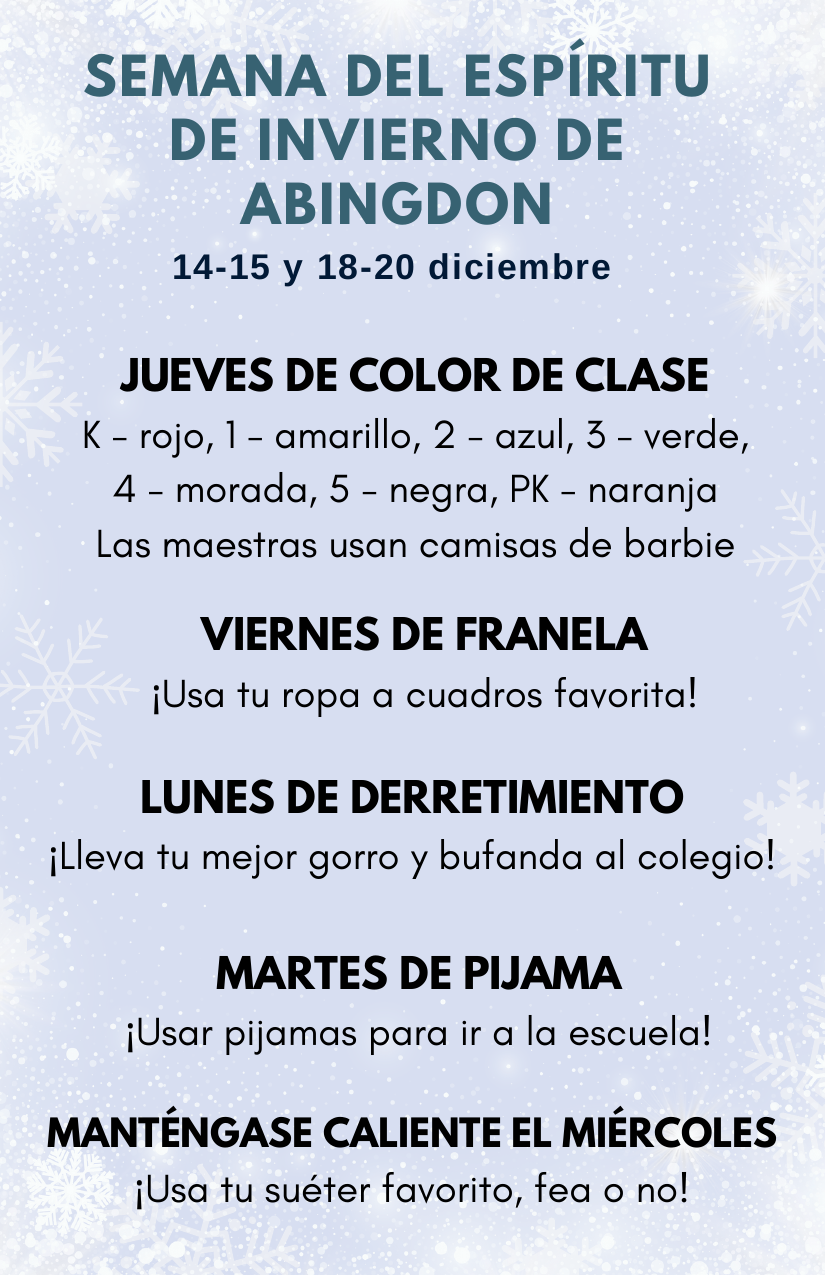 SEMANA DEL ESPÍRITU
DE INVIERNO DE
ABINGDON
14-15 y 18-20 diciembre
JUEVES DE COLOR DE CLASE
K - rojo, 1 - amarillo, 2 - azul, 3 - verde,
4 - morada, 5 - negra, PK - naranja
Las maestras usan camisas de barbie
VIERNES DE FRANELA
¡Usa tu ropa a cuadros favorita!
LUNES DE DERRETIMIENTO
¡Lleva tu mejor gorro y bufanda al colegio!
MARTES DE PIJAMA
¡Usar pijamas para ir a la escuela!
MANTÉNGASE CALIENTE EL MIÉRCOLES
¡Usa tu suéter favorito, fea o no!